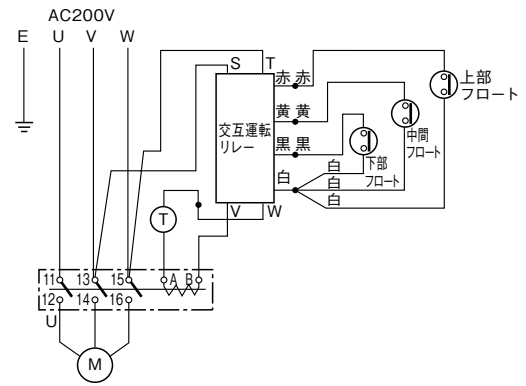 AC200V
E U V W
S T
赤 赤
上部
フロート
黄 黄
中間
フロート
交互運転
リレー
黒 黒
下部
フロート
白
白
白
白
T
V W
11 13 15 A B
12 14 16
U
M